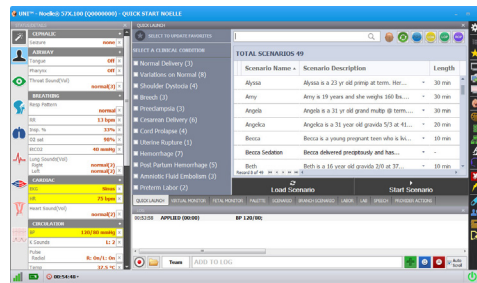 UNI™ - Noelle® S7X.100 (Q0000000) - QUICK START NOELLE
QUICK LAUNCH
CEPHALIC
Seizure none
AIRWAY
Tongue OFF
Pharynx OFF
Throat Sound(Vol)
normal(2)
BREATHING
Resp Pattern
normal
RR 13 bpm
Insp. % 33%
O2 sat 98%
EtCO2 40 mmHg
Lung Sound(Vol)
Right normal(2)
Left normal(2)
CARDIAC
EKG Sinus
HR 75 bpm
Heart Sound(Vol)
normal(2)
CIRCULATION
BP 120/80 mmHg
K Sounds 1: 2
Pulse
Radial R: On/L: On
Temp 37.5 °C
00:54:46
SELECT TO UPDATE FAVORITES
SELECT A CLINICAL CONDITION
Normal Delivery (3)
Variations on Normal (8)
Shoulder Dystocia (4)
Breech (3)
Preeclampsia (3)
Cesarean Delivery (6)
Cord Prolapse (4)
Uterine Rupture (1)
Hemorrhage (7)
Post Partum Hemorrhage (5)
Amniotic Fluid Embolism (3)
Preterm Labor (2)
TOTAL SCENARIOS 49
Scenario Name Scenario Description Length
Alyssa Alyssa is a 23 yr old primip at term. Her... 30 min
Amy Amy is 19 years and she weighs 160 lbs.... 30 min
Angela Angela is a 31 yr old grand multip @ term.... 30 min
Angelica Angelica is a 31 year old gravida 5/3 at 41... 20 min
Becca Becca is a young pregnant teen who is livi... 10 min
Becca Sedation Becca delivered precipitously and has... -
Beth Beth is a 16 year old gravida 2/0 at 37... 10 min
Record 8 of 49
Load Scenario
Start Scenario
QUICK LAUNCH VIRTUAL MONITOR FETAL MONITOR PALETTE SCENARIO BRANCH SCENARIO LABOR LAB SPEECH PROVIDER ACTIONS
00:52:58 APPLIED (00:00) BP 120/80;
Team ADD TO LOG
Auto
Send